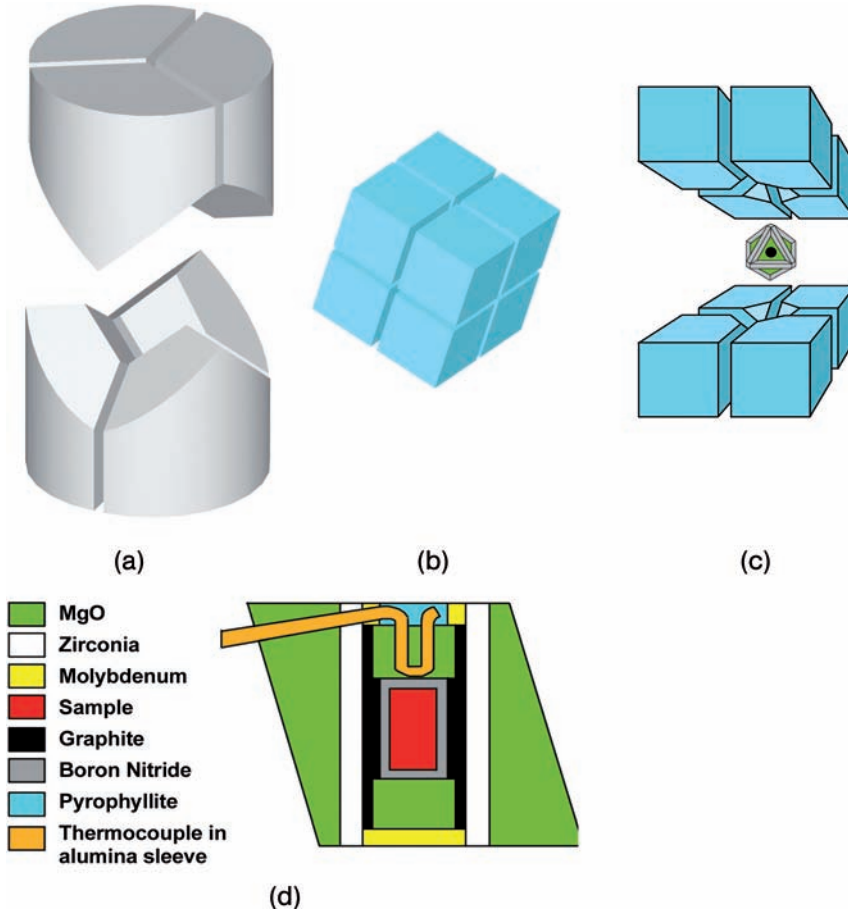 (a)
(b)
(c)
MgO
Zirconia
Molybdenum
Sample
Graphite
Boron Nitride
Pyrophyllite
Thermocouple in
alumina sleeve
(d)